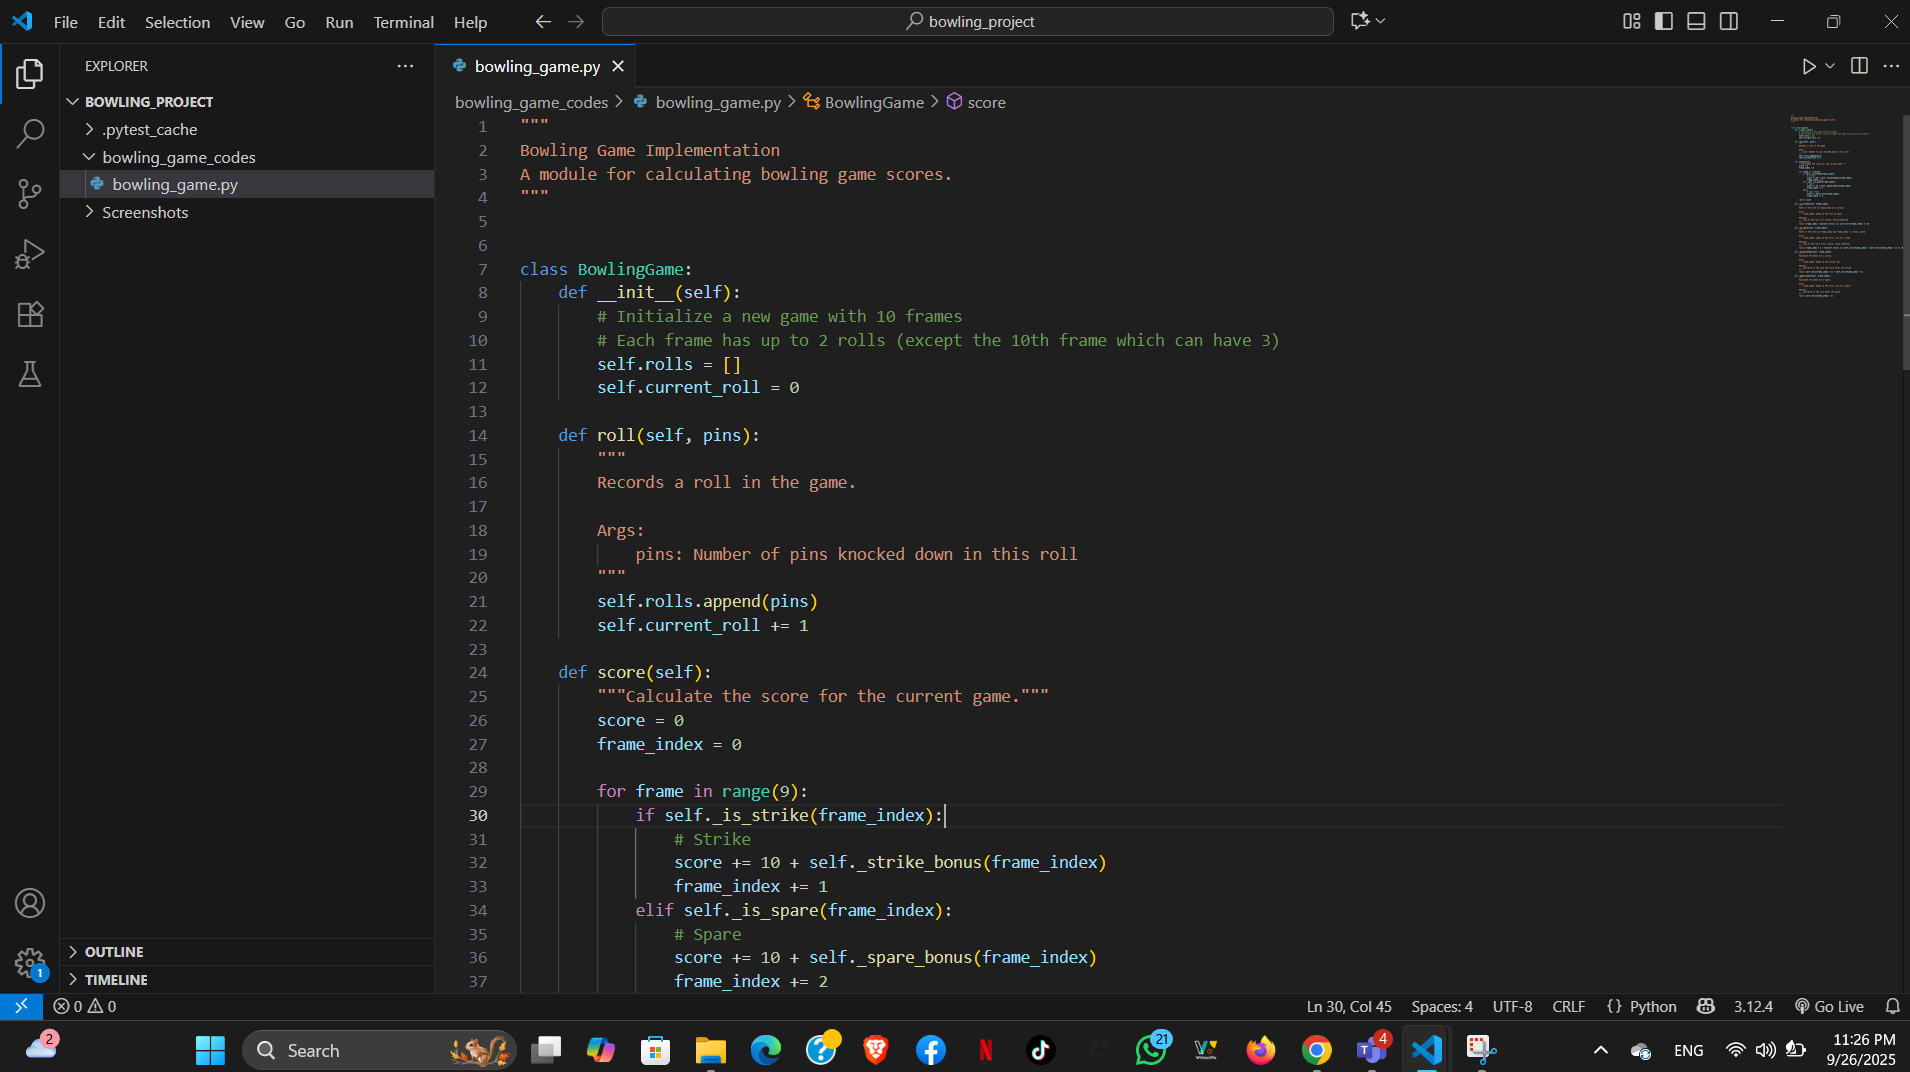 File Edit Selection View Go Run Terminal Help
bowling_project
EXPLORER
BOWLING_PROJECT
.pytest_cache
bowling_game_codes
bowling_game.py
Screenshots
OUTLINE
TIMELINE
bowling_game.py
bowling_game_codes > bowling_game.py > BowlingGame > score
1 """
2 Bowling Game Implementation
3 A module for calculating bowling game scores.
4 """
5
6
7 class BowlingGame:
8 def __init__(self):
9 # Initialize a new game with 10 frames
10 # Each frame has up to 2 rolls (except the 10th frame which can have 3)
11 self.rolls = []
12 self.current_roll = 0
13
14 def roll(self, pins):
15 """
16 Records a roll in the game.
17
18 Args:
19 pins: Number of pins knocked down in this roll
20 """
21 self.rolls.append(pins)
22 self.current_roll += 1
23
24 def score(self):
25 """Calculate the score for the current game."""
26 score = 0
27 frame_index = 0
28
29 for frame in range(9):
30 if self._is_strike(frame_index):
31 # Strike
32 score += 10 + self._strike_bonus(frame_index)
33 frame_index += 1
34 elif self._is_spare(frame_index):
35 # Spare
36 score += 10 + self._spare_bonus(frame_index)
37 frame_index += 2
1
0 0
Ln 30, Col 45 Spaces: 4 UTF-8 CRLF {} Python 3.12.4 Go Live
2
Search
21
4
ENG
11:26 PM
9/26/2025